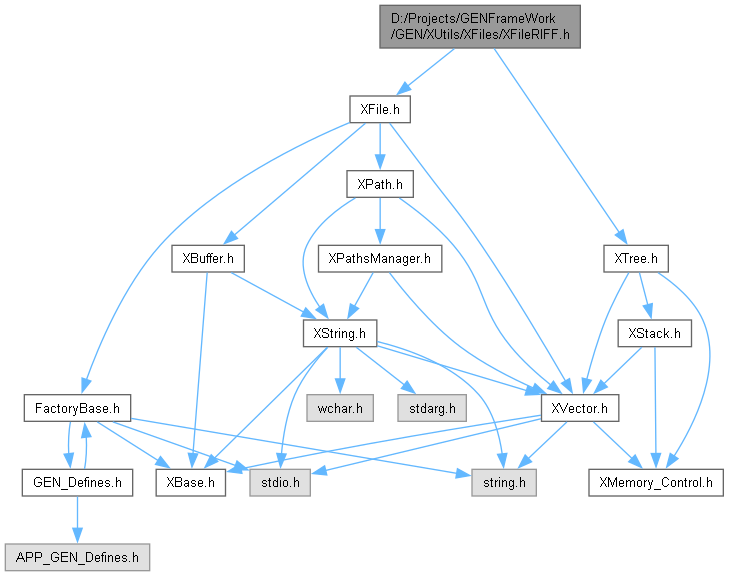 D:/Projects/GENFrameWork
/GEN/XUtils/XFiles/XFileRIFF.h
XFile.h
XPath.h
XBuffer.h
XPathsManager.h
XTree.h
XString.h
XStack.h
FactoryBase.h
wchar.h
stdarg.h
XVector.h
GEN_Defines.h
XBase.h
stdio.h
string.h
XMemory_Control.h
APP_GEN_Defines.h